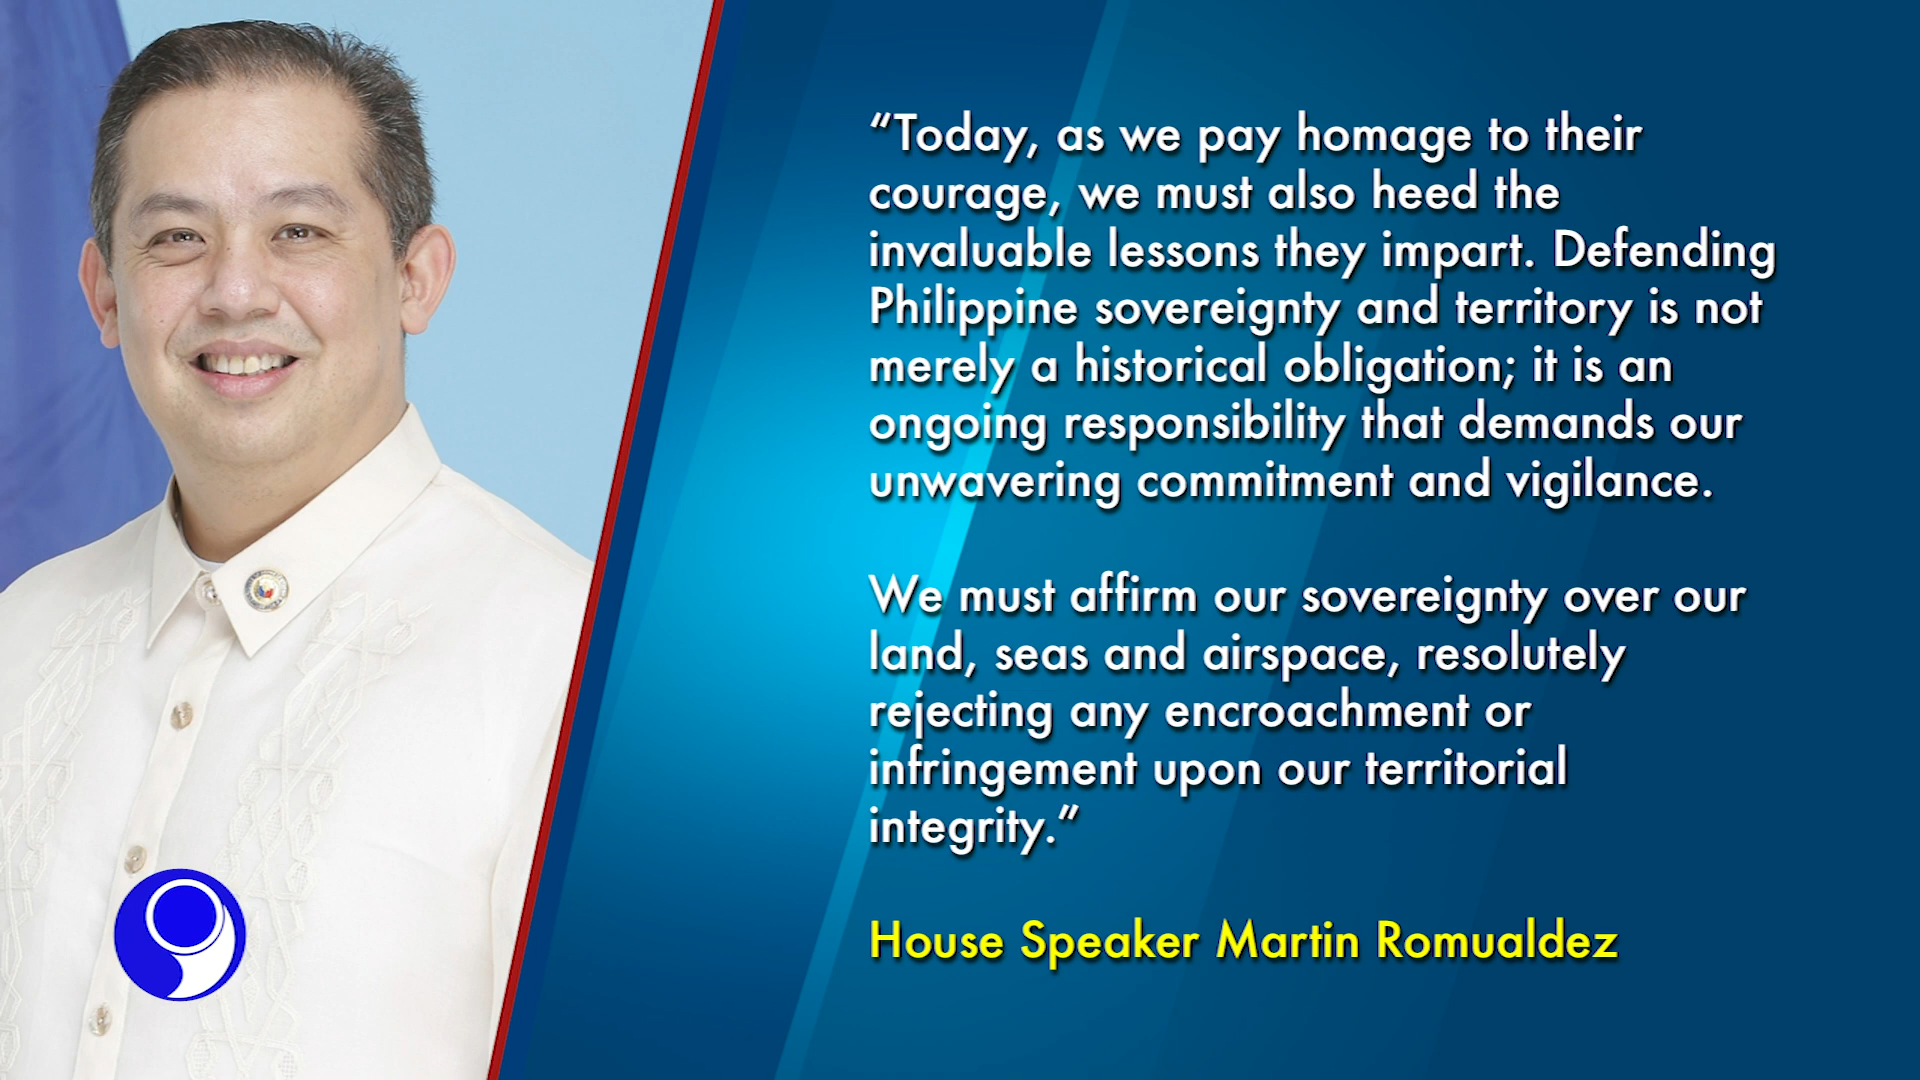 “Today, as we pay homage to their
courage, we must also heed the
invaluable lessons they impart. Defending
Philippine sovereignty and territory is not
merely a historical obligation; it is an
ongoing responsibility that demands our
unwavering commitment and vigilance.
We must affirm our sovereignty over our
land, seas and airspace, resolutely
rejecting any encroachment or
infringement upon our territorial
integrity.”
House Speaker Martin Romualdez